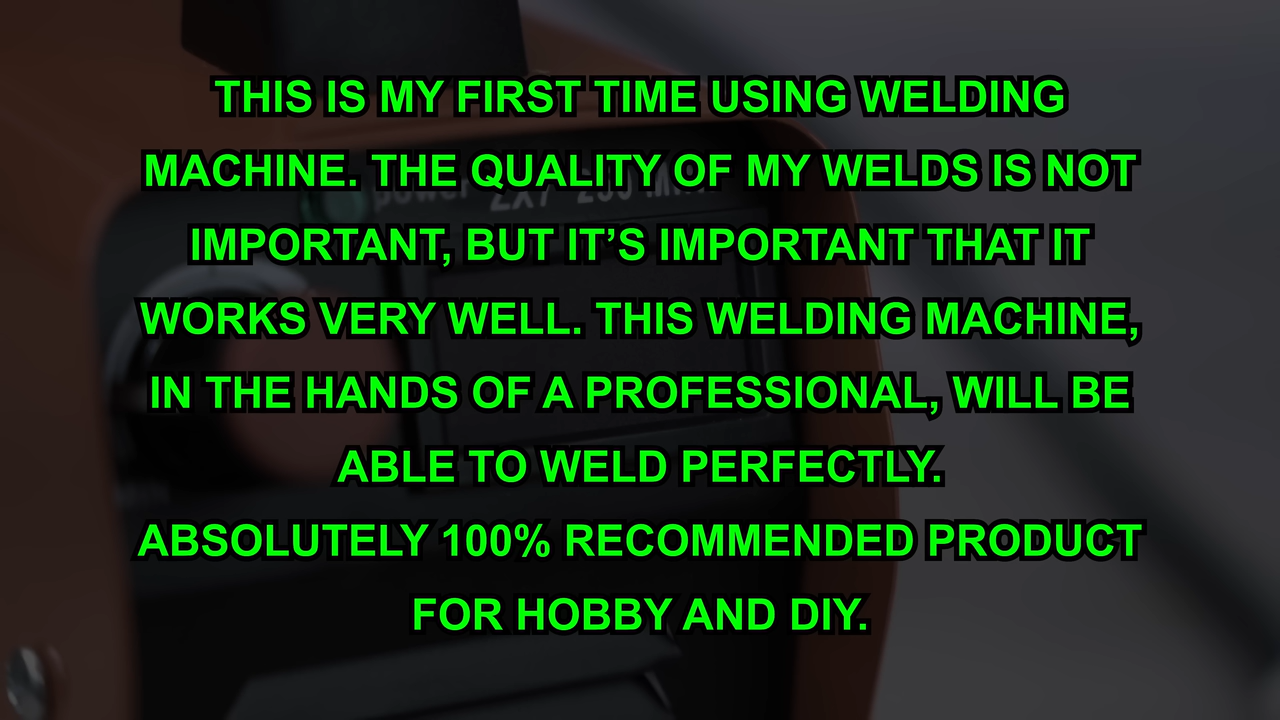 THIS IS MY FIRST TIME USING WELDING
MACHINE. THE QUALITY OF MY WELDS IS NOT
IMPORTANT, BUT IT’S IMPORTANT THAT IT
WORKS VERY WELL. THIS WELDING MACHINE,
IN THE HANDS OF A PROFESSIONAL, WILL BE
ABLE TO WELD PERFECTLY.
ABSOLUTELY 100% RECOMMENDED PRODUCT
FOR HOBBY AND DIY.
power